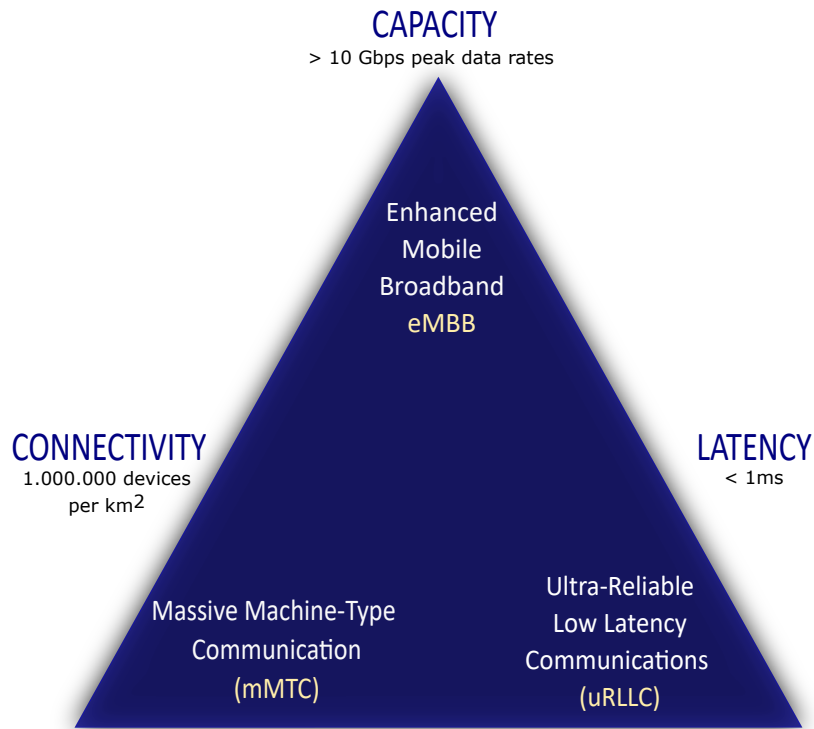 CAPACITY
> 10 Gbps peak data rates
Enhanced
Mobile
Broadband
eMBB
CONNECTIVITY
1.000.000 devices
per km2
LATENCY
< 1ms
Massive Machine-Type
Communication
(mMTC)
Ultra-Reliable
Low Latency
Communications
(uRLLC)